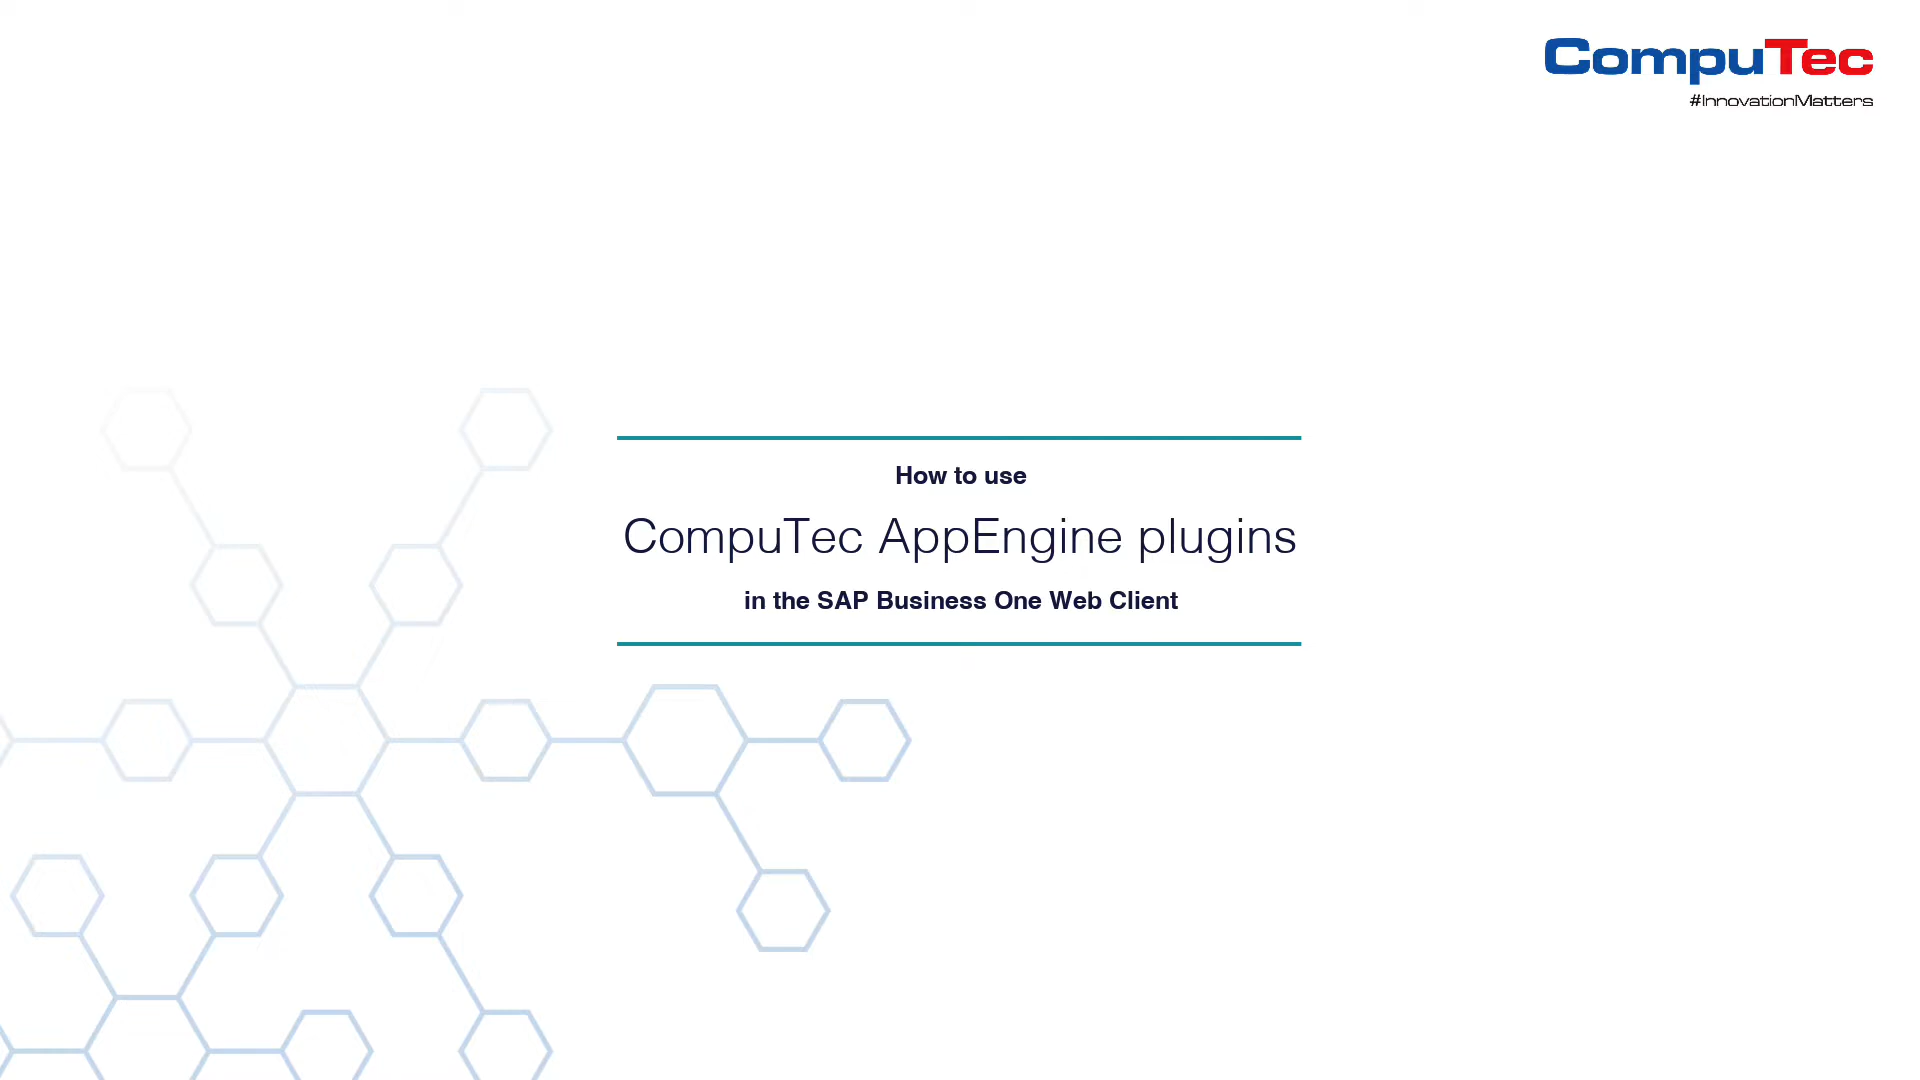 CompuTec
#InnovationMatters
How to use
CompuTec AppEngine plugins
in the SAP Business One Web Client